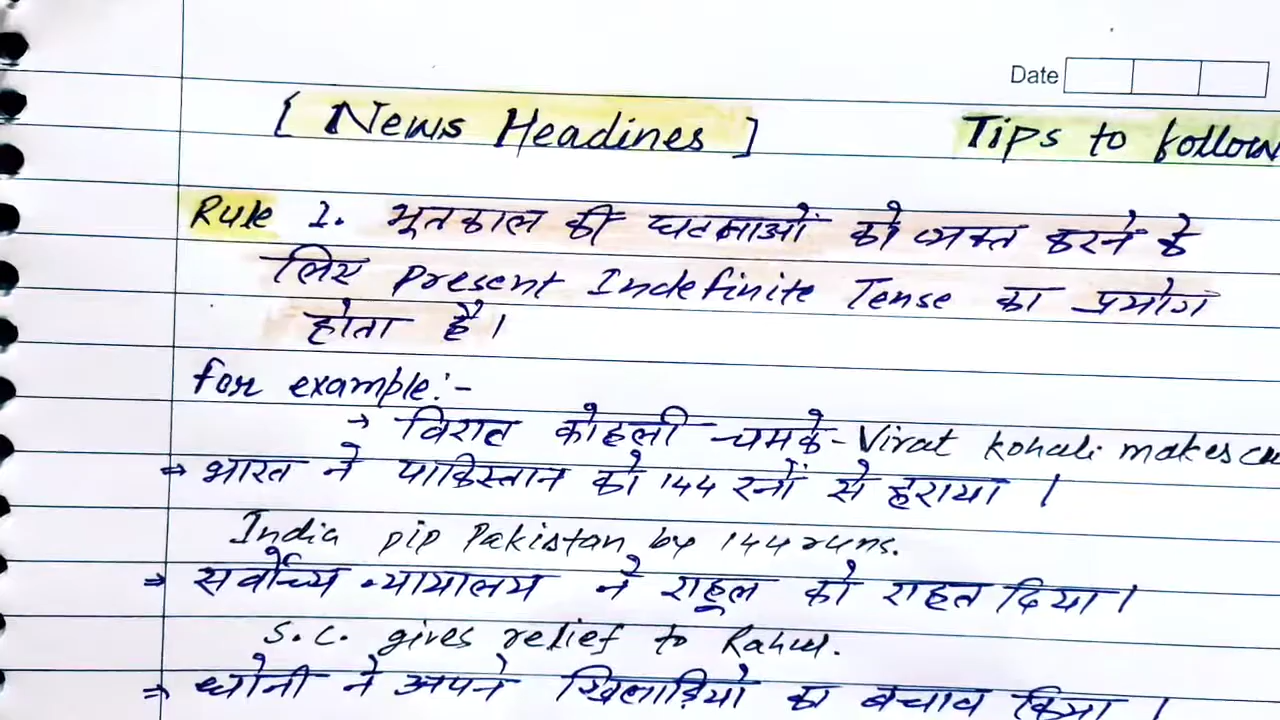 Date
[ News Headines ] Tips to follow
Rule 1. भूतकाल की घटनाओं को व्यक्त करने के
लिए Present Indefinite Tense का प्रयोग
होता है।
for example:-
→ विराट कोहली चमके - Virat kohali makes
⇒ भारत ने पाकिस्तान को 144 रनों से हराया ।
India pip Pakistan by 144 runs.
⇒ सर्वोच्य न्यायालय ने राहूल को राहत दिया।
S.C. gives relief to Rahul.
⇒ धोनी ने अपने खिलाड़ियो का बचाव किया ।